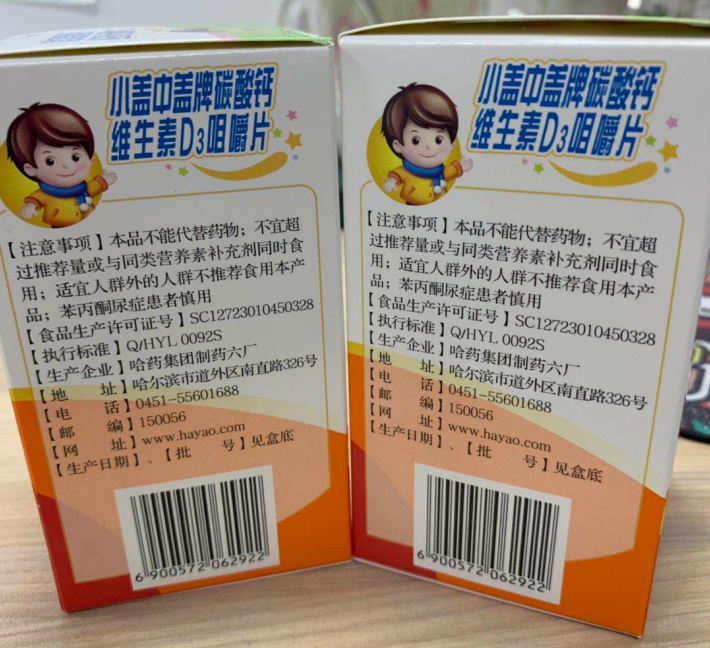 小盖中盖牌碳酸钙
维生素D3咀嚼片
【注意事项】本品不能代替药物；不宜超
过推荐量或与同类营养素补充剂同时食
用；适宜人群外的人群不推荐食用本产
品；苯丙酮尿症患者慎用
【食品生产许可证号】SC12723010450328
【执行标准】Q/HYL 0092S
【生产企业】哈药集团制药六厂
【地 址】哈尔滨市道外区南直路326号
【电 话】0451-55601688
【邮 编】150056
【网 址】www.hayao.com
【生产日期】、【批 号】见盒底
6 900572 062922
小盖中盖牌碳酸钙
维生素D3咀嚼片
【注意事项】本品不能代替药物；不宜超
过推荐量或与同类营养素补充剂同时食
用；适宜人群外的人群不推荐食用本产
品；苯丙酮尿症患者慎用
【食品生产许可证号】SC12723010450328
【执行标准】Q/HYL 0092S
【生产企业】哈药集团制药六厂
【地 址】哈尔滨市道外区南直路326号
【电 话】0451-55601688
【邮 编】150056
【网 址】www.hayao.com
【生产日期】、【批 号】见盒底
6 900572 062922